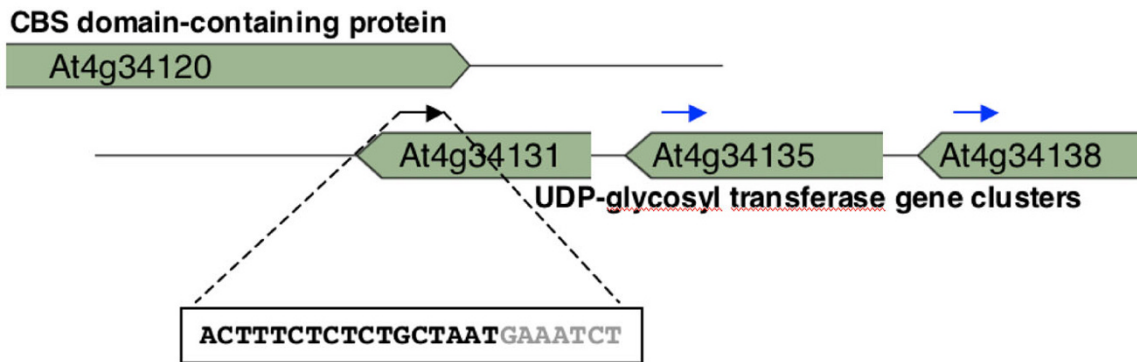 CBS domain-containing protein
At4g34120
At4g34131 At4g34135 At4g34138
UDP-glycosyl transferase gene clusters
ACTTTCTCTCTGCTAATGAAATCT